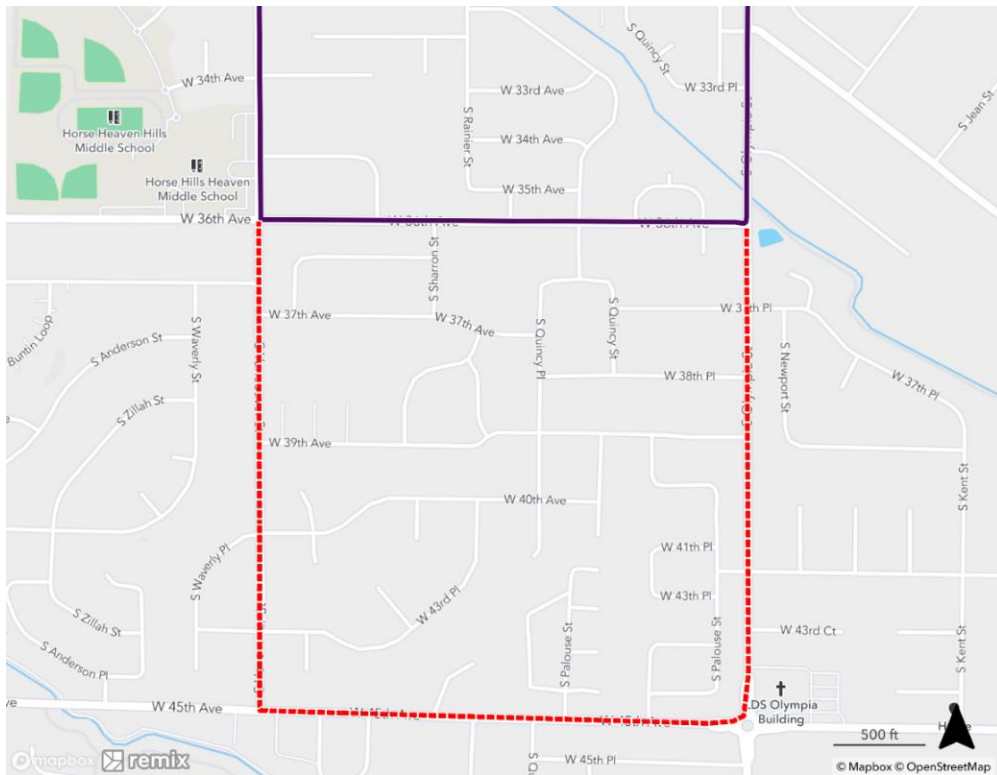 S Quincy St
W 34th Ave
W 33rd Ave
W 33rd Pl
S Jean St
S Rainier St
Horse Heaven Hills
Middle School
W 34th Ave
Horse Hills Heaven
Middle School
W 35th Ave
W 36th Ave
S Sharron St
W 37th Ave
W 37th Ave
S Quincy Pl
S Quincy St
Buntin Loop
S Anderson St
S Waverly St
S Newport St
W 37th Pl
W 38th Pl
S Zillah St
W 39th Ave
S Kent St
W 40th Ave
W 41th Pl
S Waverly Pl
W 43rd Pl
W 43th Pl
S Zillah St
W 43rd Ct
S Palouse St
S Palouse St
S Kent St
S Anderson Pl
W 45th Ave
DS Olympia
Building
W 45th Pl
500 ft
mapbox remix
© Mapbox © OpenStreetMap